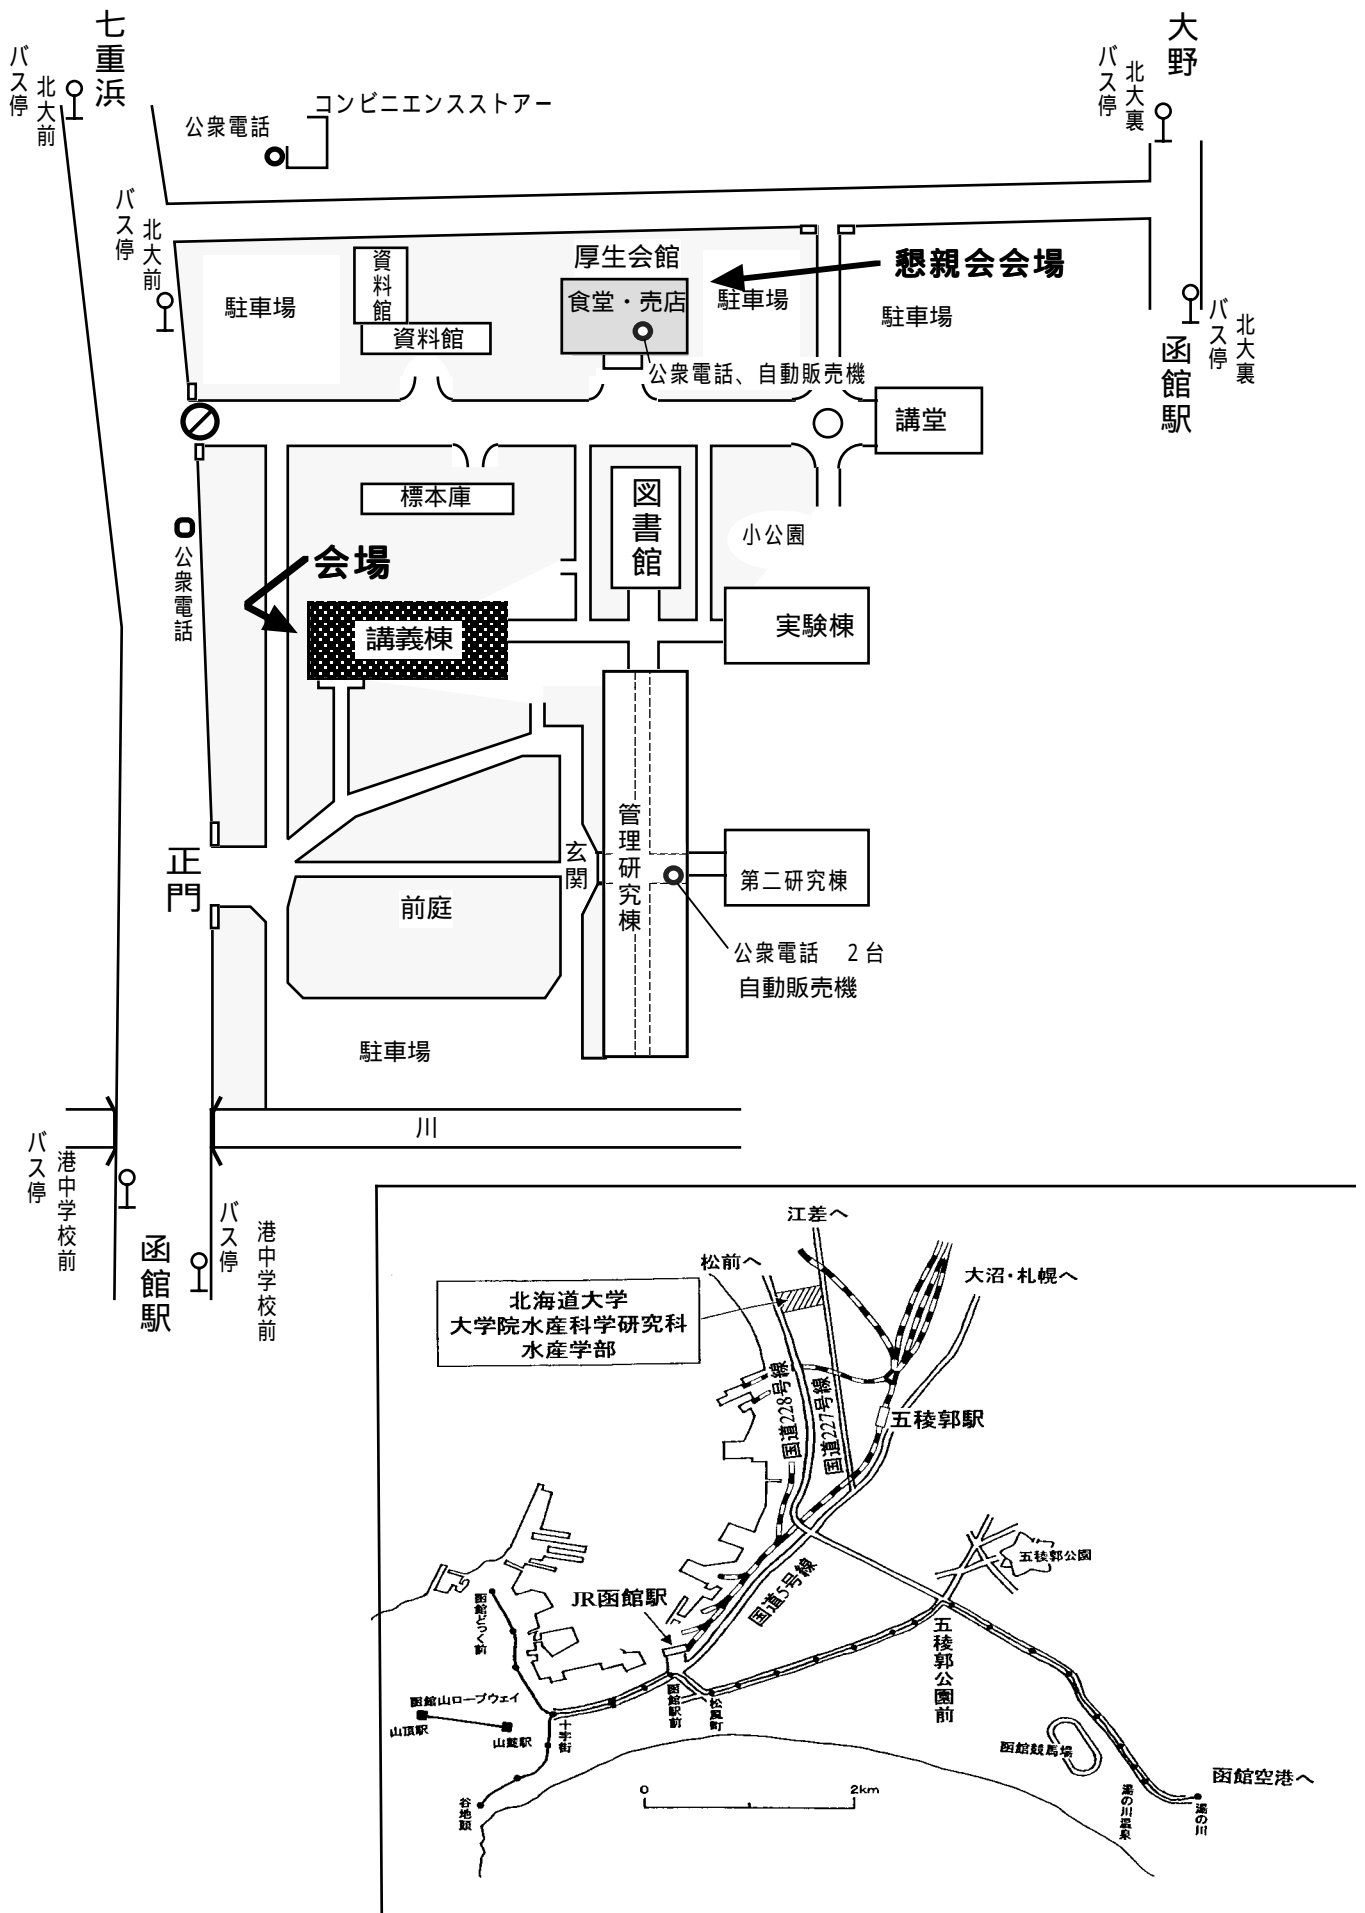 七重浜
バス停
北大前
大野
バス停
北大裏
コンビニエンスストアー
公衆電話
バス停
北大前
資料館
厚生会館
懇親会会場
駐車場
食堂・売店
駐車場
駐車場
資料館
バス停
北大裏
函館駅
公衆電話、自動販売機
講堂
標本庫
図書館
小公園
公衆電話
会場
講義棟
実験棟
正門
玄関
管理研究棟
第二研究棟
前庭
公衆電話 2台
自動販売機
駐車場
川
バス停
港中学校前
バス停
港中学校前
函館駅
江差へ
松前へ
大沼・札幌へ
北海道大学
大学院水産科学研究科
水産学部
国道228号線
国道227号線
五稜郭駅
五稜郭公園
国道5号線
JR函館駅
函館どっく前
五稜郭公園前
函館山ロープウェイ
山頂駅
山麓駅
十字街
函館駅前
松風町
函館競馬場
函館空港へ
谷地頭
0 2km
湯の川温泉
湯の川